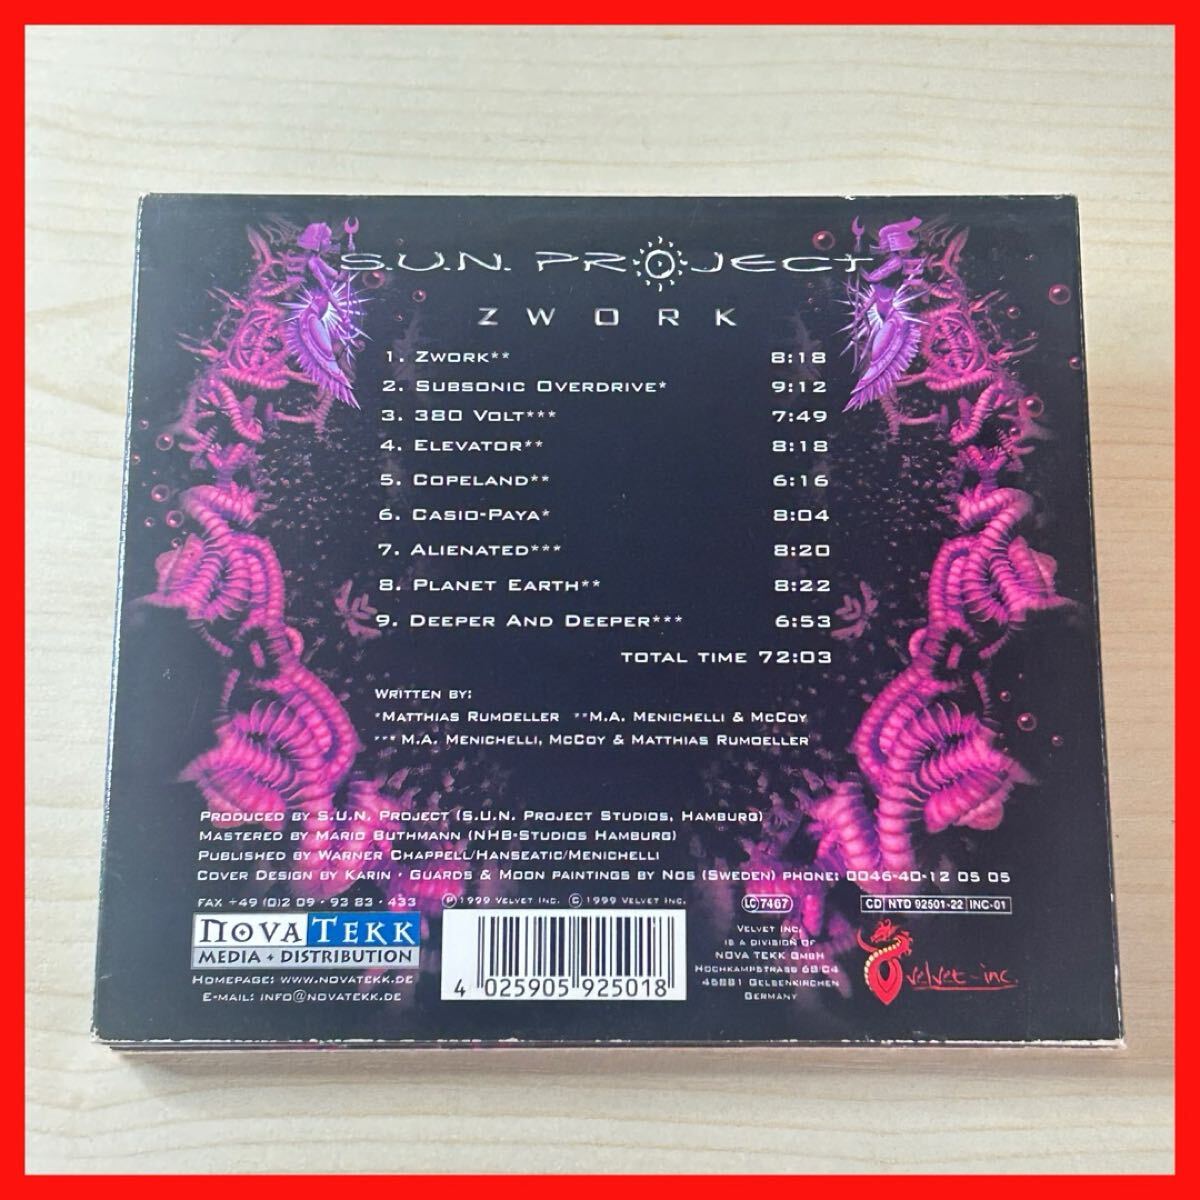 S.U.N. PROJECT
ZWORK
1. ZWORK** 8:18
2. SUBSONIC OVERDRIVE* 9:12
3. 380 VOLT*** 7:49
4. ELEVATOR** 8:18
5. COPELAND** 6:16
6. CASIO-PAYA* 8:04
7. ALIENATED*** 8:20
8. PLANET EARTH** 8:22
9. DEEPER AND DEEPER*** 6:53
TOTAL TIME 72:03
WRITTEN BY:
*MATTHIAS RUMOELLER **M.A. MENICHELLI & MCCOY
*** M.A. MENICHELLI, MCCOY & MATTHIAS RUMOELLER
PRODUCED BY S.U.N. PROJECT (S.U.N. PROJECT STUDIOS, HAMBURG)
MASTERED BY MARIO BUTHMANN (NHB-STUDIOS HAMBURG)
PUBLISHED BY WARNER CHAPPELL/HANSEATIC/MENICHELLI
COVER DESIGN BY KARIN · GUARDS & MOON PAINTINGS BY NOS (SWEDEN) PHONE: 0046-40-12 05 05
FAX +49 (0)2 09 · 93 83 · 433
NOVA TEKK
MEDIA + DISTRIBUTION
HOMEPAGE: WWW.NOVATEKK.DE
E-MAIL: INFO@NOVATEKK.DE
Ⓟ 1999 VELVET INC. © 1999 VELVET INC.
4 025905 925018
LC 7467
VELVET INC.
IS A DIVISION OF
NOVA TEKK GMBH
HOCHKAMPSTRASS 62-64
45881 GELSENKIRCHEN
GERMANY
CD NTD 92501-22 INC-01
velvet-inc.